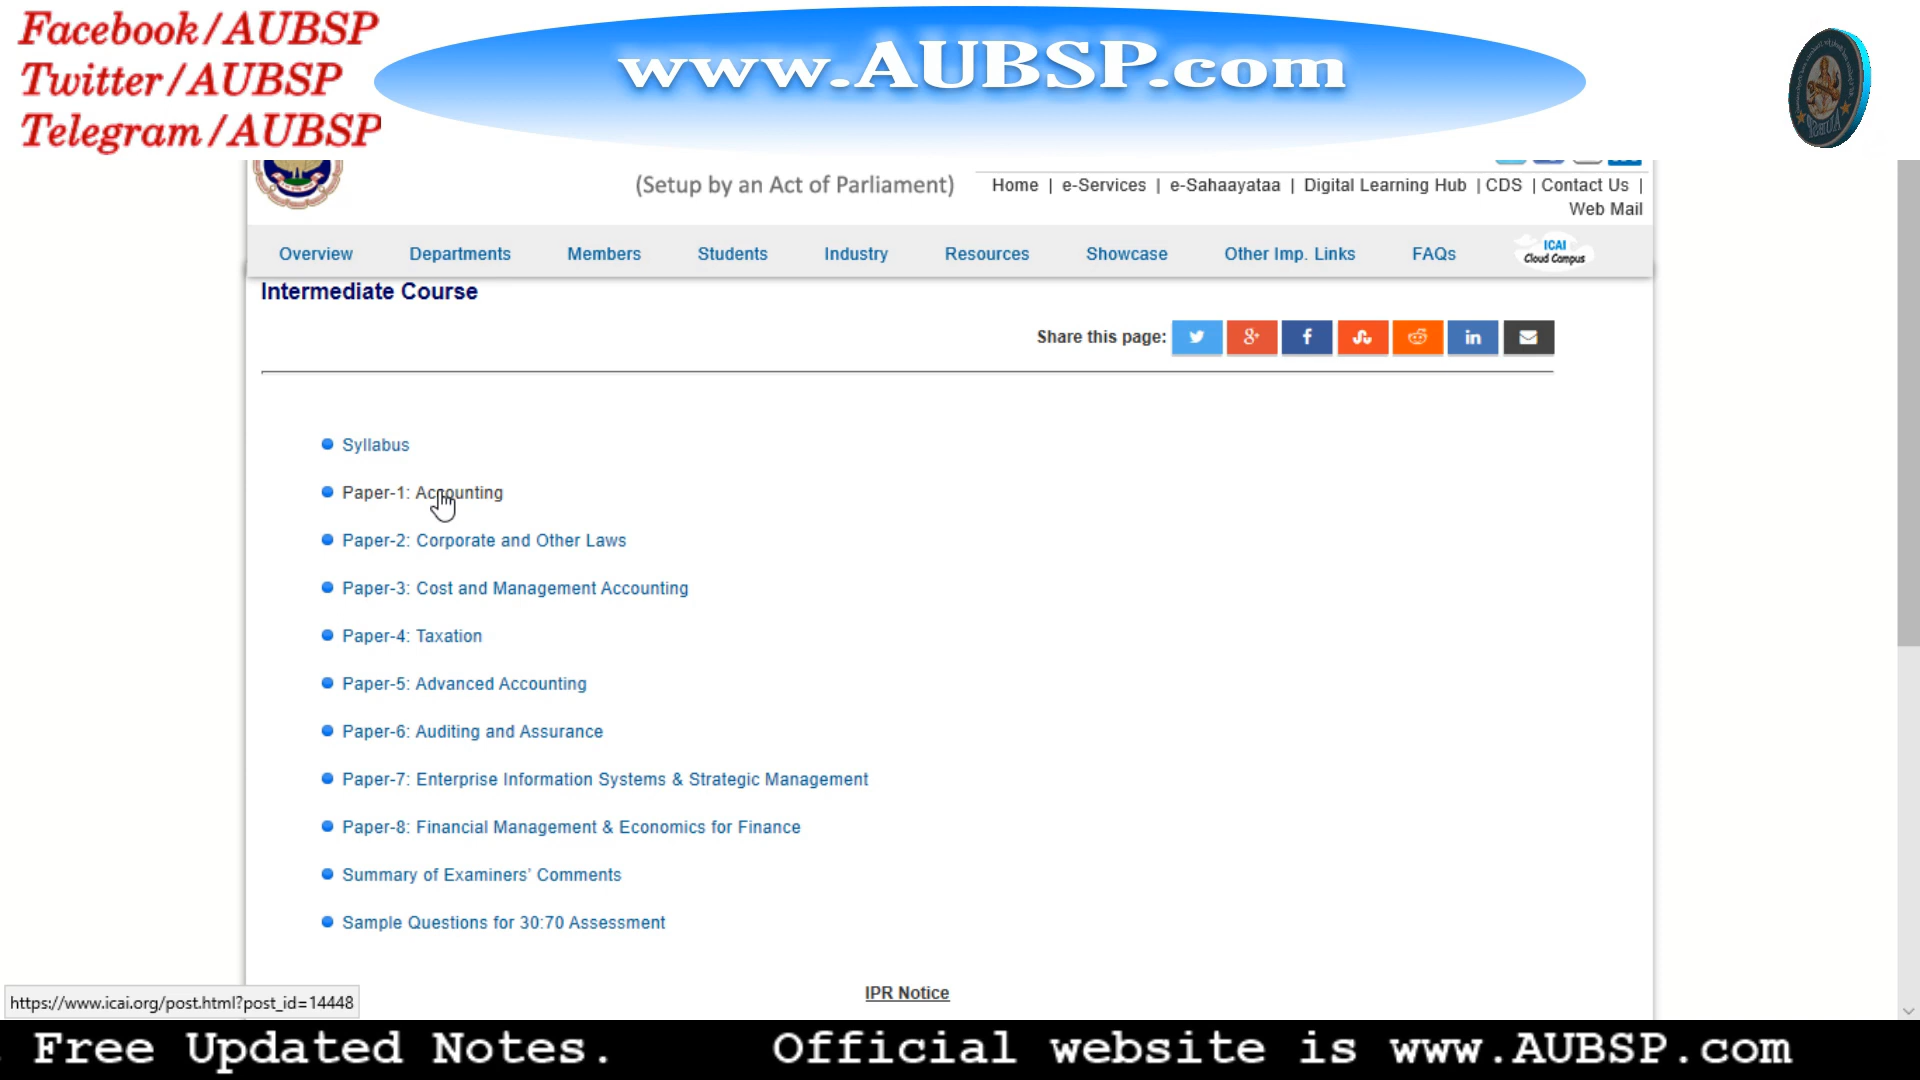 Facebook/AUBSP
Twitter/AUBSP
Telegram/AUBSP
www.AUBSP.com
(Setup by an Act of Parliament)
Home | e-Services | e-Sahaayataa | Digital Learning Hub | CDS | Contact Us |
Web Mail
Overview Departments Members Students Industry Resources Showcase Other Imp. Links FAQs ICAI Cloud Campus
Intermediate Course
Share this page:
Syllabus
Paper-1: Accounting
Paper-2: Corporate and Other Laws
Paper-3: Cost and Management Accounting
Paper-4: Taxation
Paper-5: Advanced Accounting
Paper-6: Auditing and Assurance
Paper-7: Enterprise Information Systems & Strategic Management
Paper-8: Financial Management & Economics for Finance
Summary of Examiners' Comments
Sample Questions for 30:70 Assessment
IPR Notice
https://www.icai.org/post.html?post_id=14448
. Free Updated Notes. Official website is www.AUBSP.com